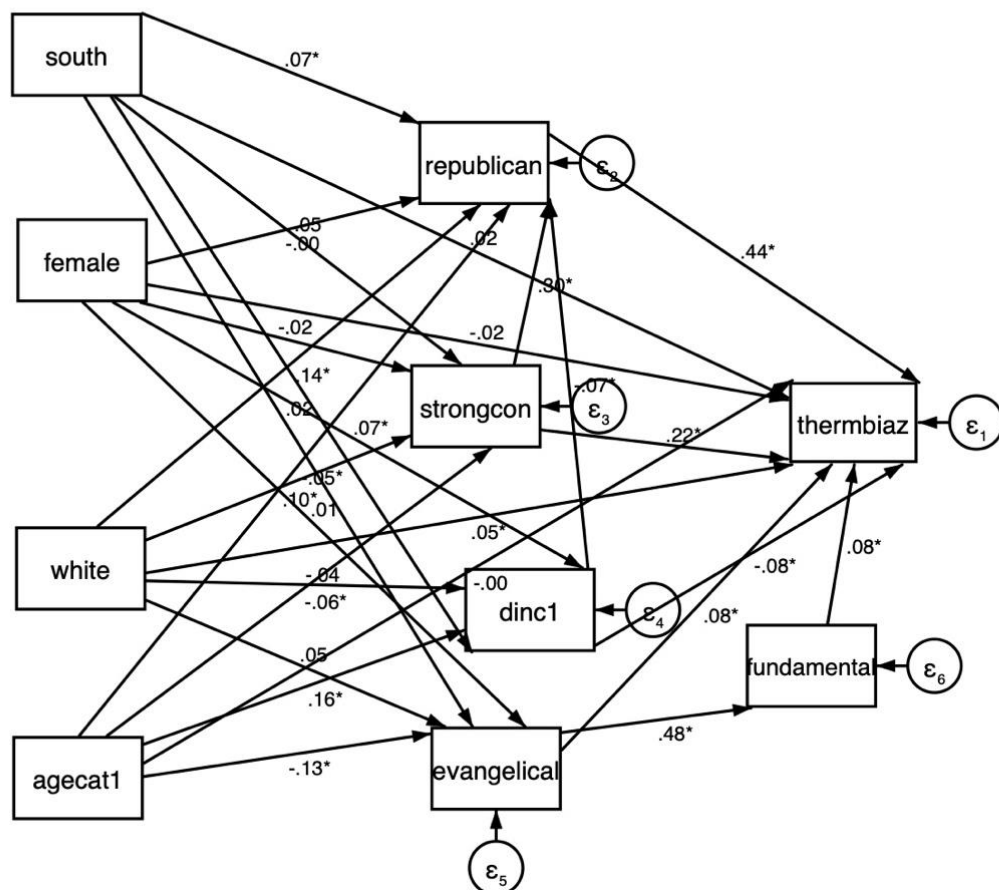 south
.07*
republican
ε2
.05
-.00
.02
female
.44*
.30*
-.02
-.02
.14*
-.07*
strongcon
ε3
thermbiaz
ε1
.02
.07*
.22*
-.05*
.10*
.01
.05*
white
-.04
-.00
-.06*
dinc1
ε4
-.08*
.08*
.08*
.05
fundamental
ε6
.16*
.48*
agecat1
-.13*
evangelical
ε5